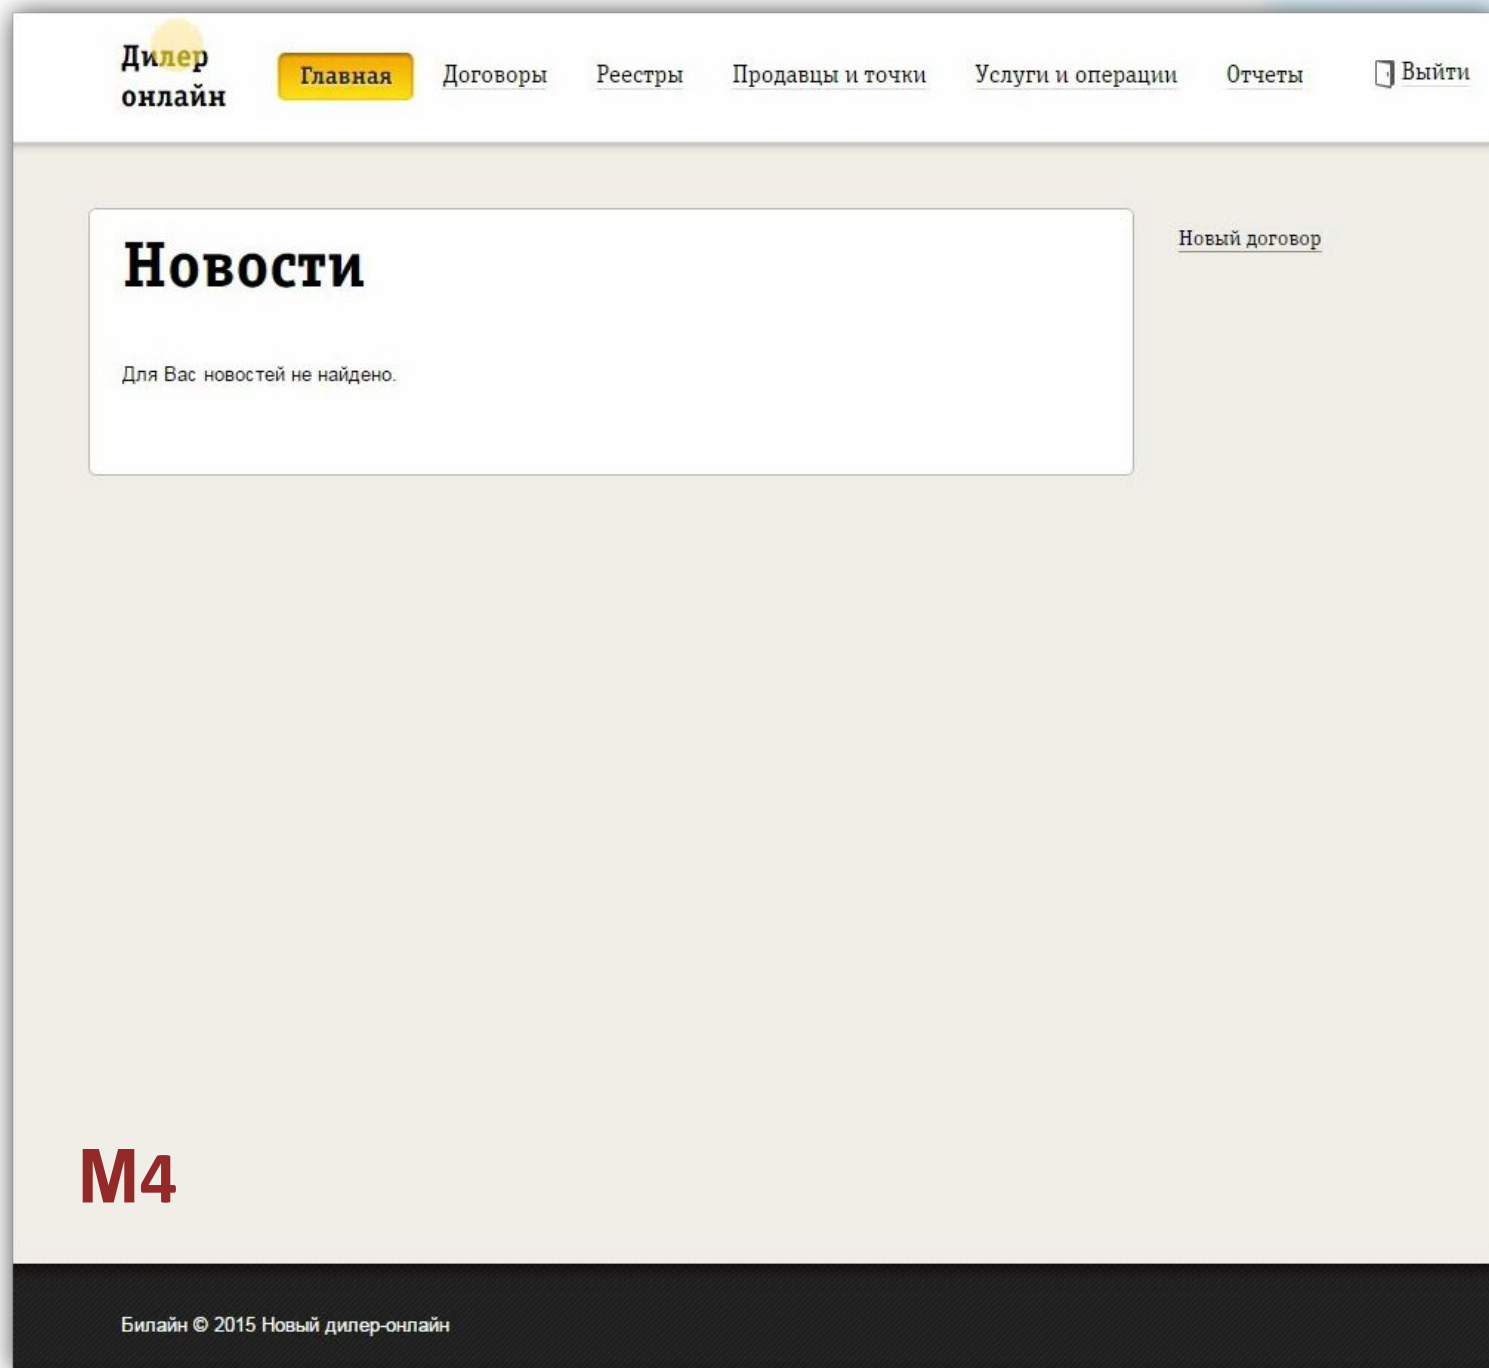 Дилер
онлайн
Главная
Договоры
Реестры
Продавцы и точки
Услуги и операции
Отчеты
Выйти
Новости
Для Вас новостей не найдено.
Новый договор
М4
Билайн © 2015 Новый дилер-онлайн